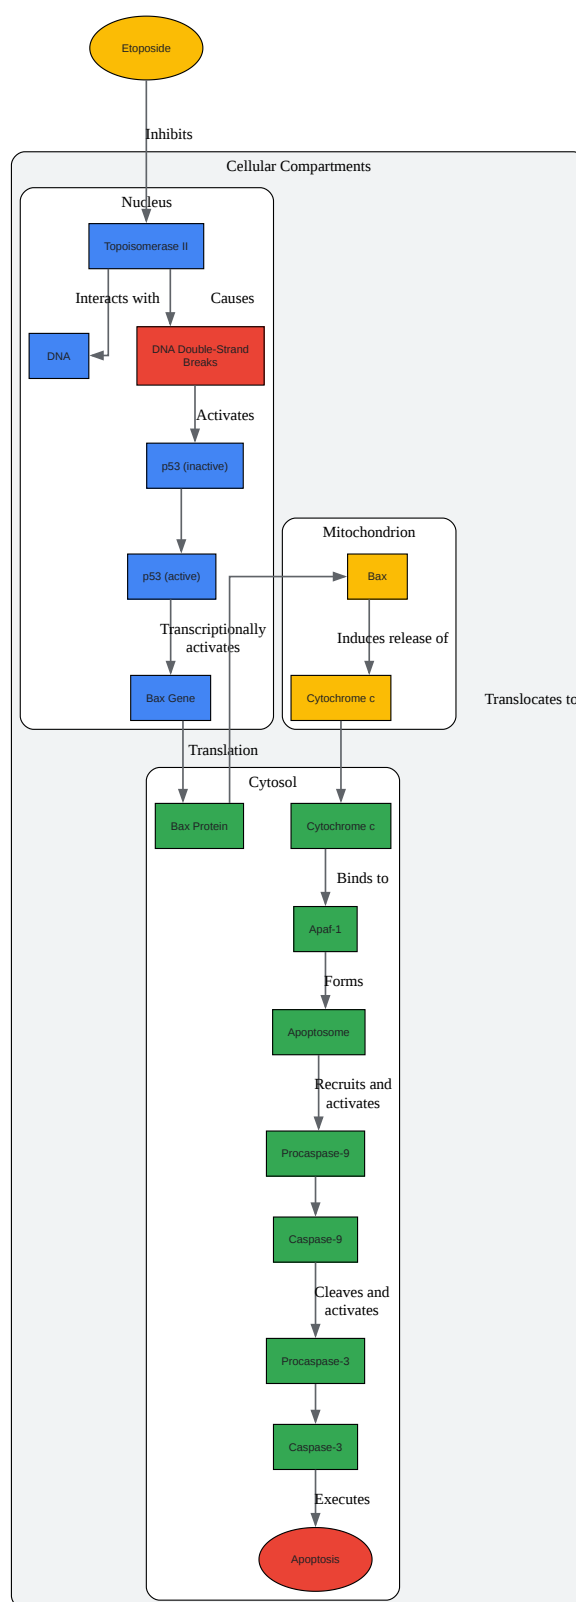 Etoposide
Inhibits
Cellular Compartments
Nucleus
Topoisomerase II
Interacts with
Causes
DNA
DNA Double-Strand
Breaks
Activates
p53 (inactive)
Mitochondrion
p53 (active)
Bax
Transcriptionally
activates
Induces release of
Bax Gene
Cytochrome c
Translocates to
Translation
Cytosol
Bax Protein
Cytochrome c
Binds to
Apaf-1
Forms
Apoptosome
Recruits and
activates
Procaspase-9
Caspase-9
Cleaves and
activates
Procaspase-3
Caspase-3
Executes
Apoptosis